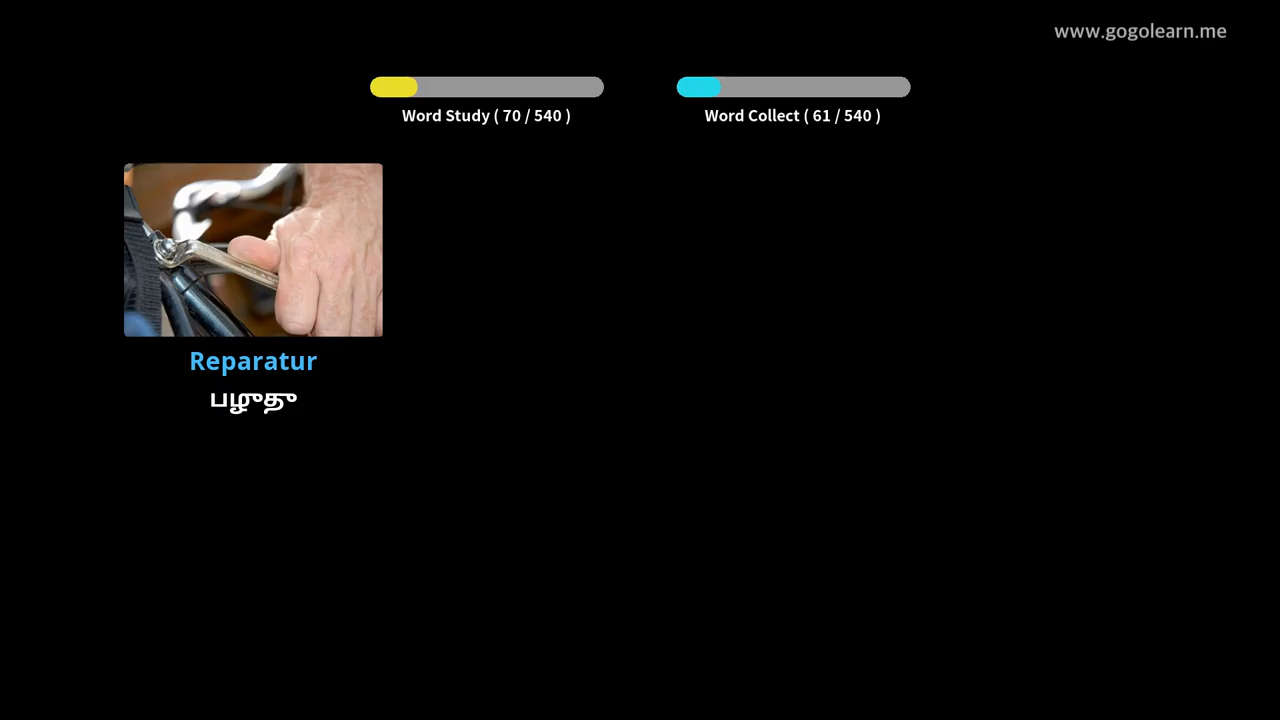 www.gogolearn.me
Word Study ( 70 / 540 )
Word Collect ( 61 / 540 )
Reparatur
பழுது